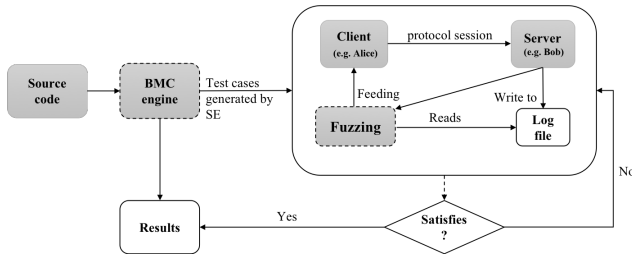 Client
(e.g. Alice)
protocol session
Server
(e.g. Bob)
Source
code
BMC
engine
Test cases
generated by
SE
Feeding
Write to
Fuzzing
Reads
Log
file
No
Results
Yes
Satisfies
?